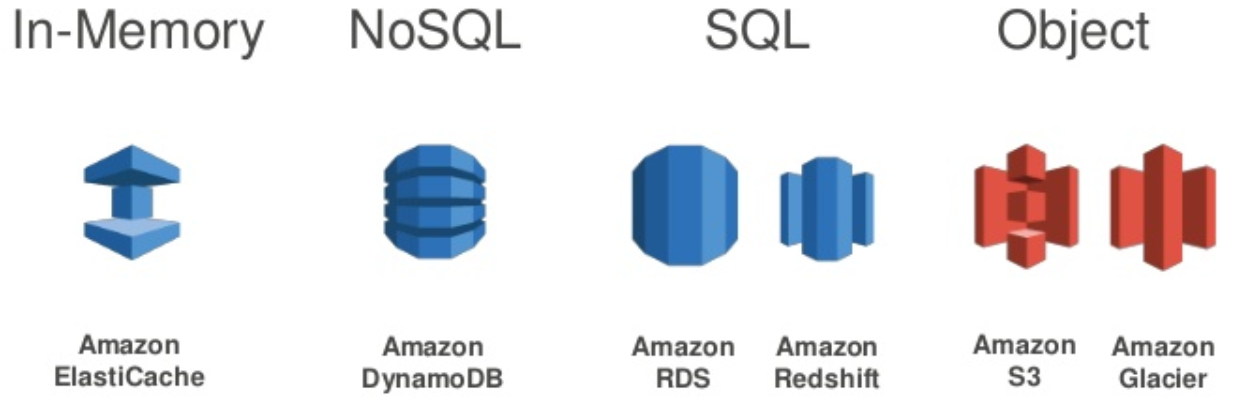 In-Memory
NoSQL
SQL
Object
Amazon
ElastiCache
Amazon
DynamoDB
Amazon
RDS
Amazon
Redshift
Amazon
S3
Amazon
Glacier